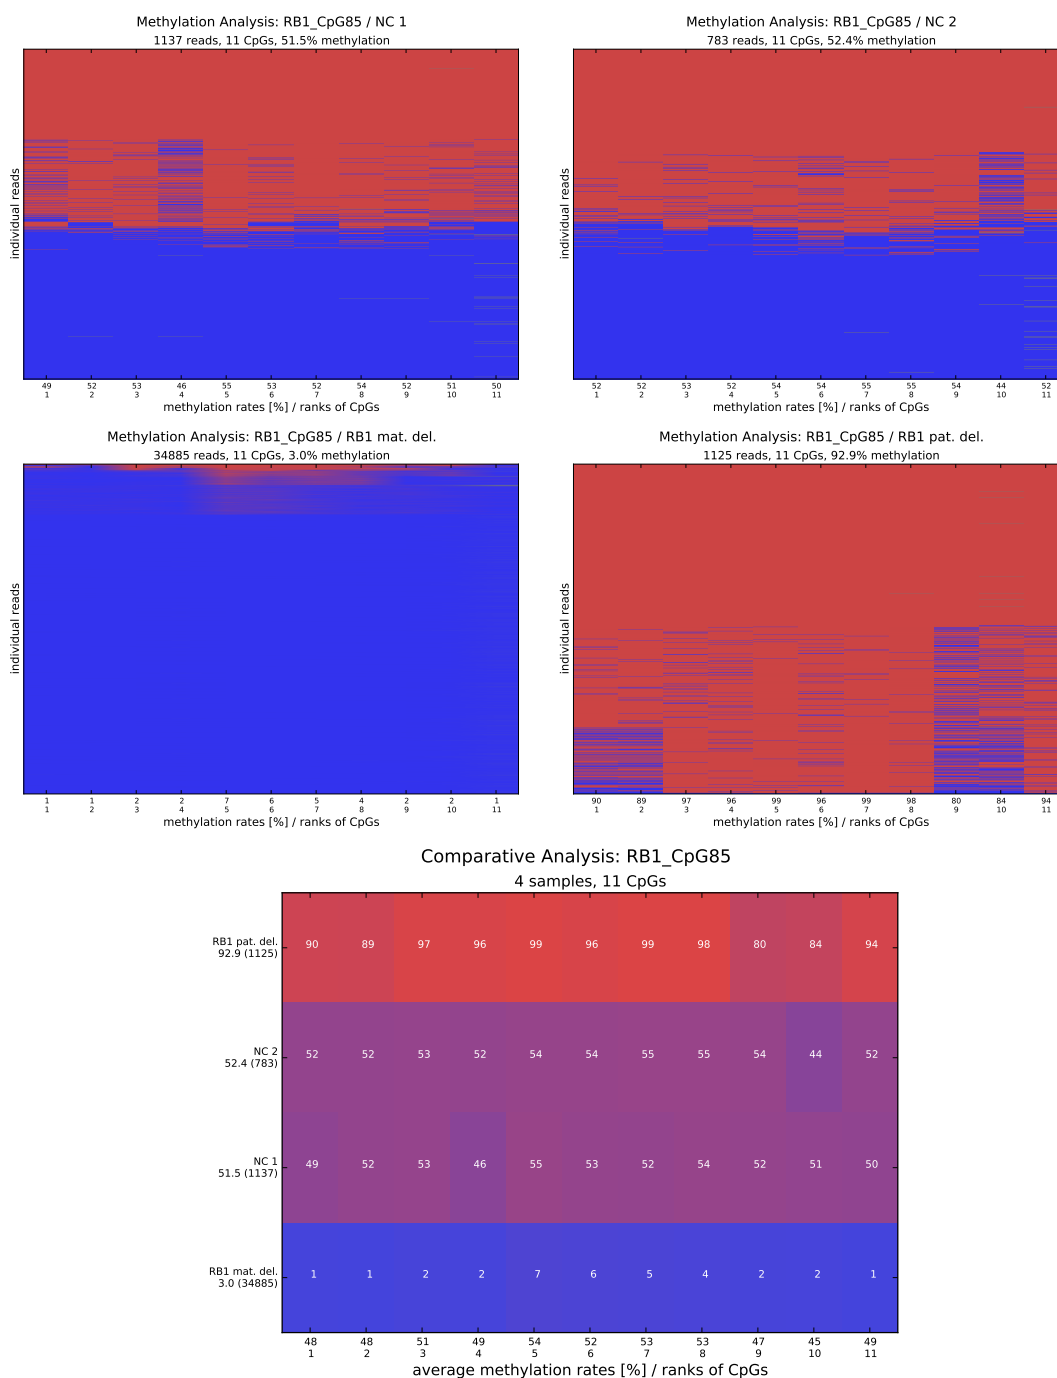 Methylation Analysis: RB1_CpG85 / NC 1
1137 reads, 11 CpGs, 51.5% methylation
individual reads
49 52 53 46 55 53 52 54 52 51 50
1 2 3 4 5 6 7 8 9 10 11
methylation rates [%] / ranks of CpGs
Methylation Analysis: RB1_CpG85 / NC 2
783 reads, 11 CpGs, 52.4% methylation
individual reads
52 52 53 52 54 54 55 55 54 44 52
1 2 3 4 5 6 7 8 9 10 11
methylation rates [%] / ranks of CpGs
Methylation Analysis: RB1_CpG85 / RB1 mat. del.
34885 reads, 11 CpGs, 3.0% methylation
individual reads
1 1 2 2 7 6 5 4 2 2 1
1 2 3 4 5 6 7 8 9 10 11
methylation rates [%] / ranks of CpGs
Methylation Analysis: RB1_CpG85 / RB1 pat. del.
1125 reads, 11 CpGs, 92.9% methylation
individual reads
90 89 97 96 99 96 99 98 80 84 94
1 2 3 4 5 6 7 8 9 10 11
methylation rates [%] / ranks of CpGs
Comparative Analysis: RB1_CpG85
4 samples, 11 CpGs
RB1 pat. del.
92.9 (1125)
90 89 97 96 99 96 99 98 80 84 94
NC 2
52.4 (783)
52 52 53 52 54 54 55 55 54 44 52
NC 1
51.5 (1137)
49 52 53 46 55 53 52 54 52 51 50
RB1 mat. del.
3.0 (34885)
1 1 2 2 7 6 5 4 2 2 1
48 48 51 49 54 52 53 53 47 45 49
1 2 3 4 5 6 7 8 9 10 11
average methylation rates [%] / ranks of CpGs